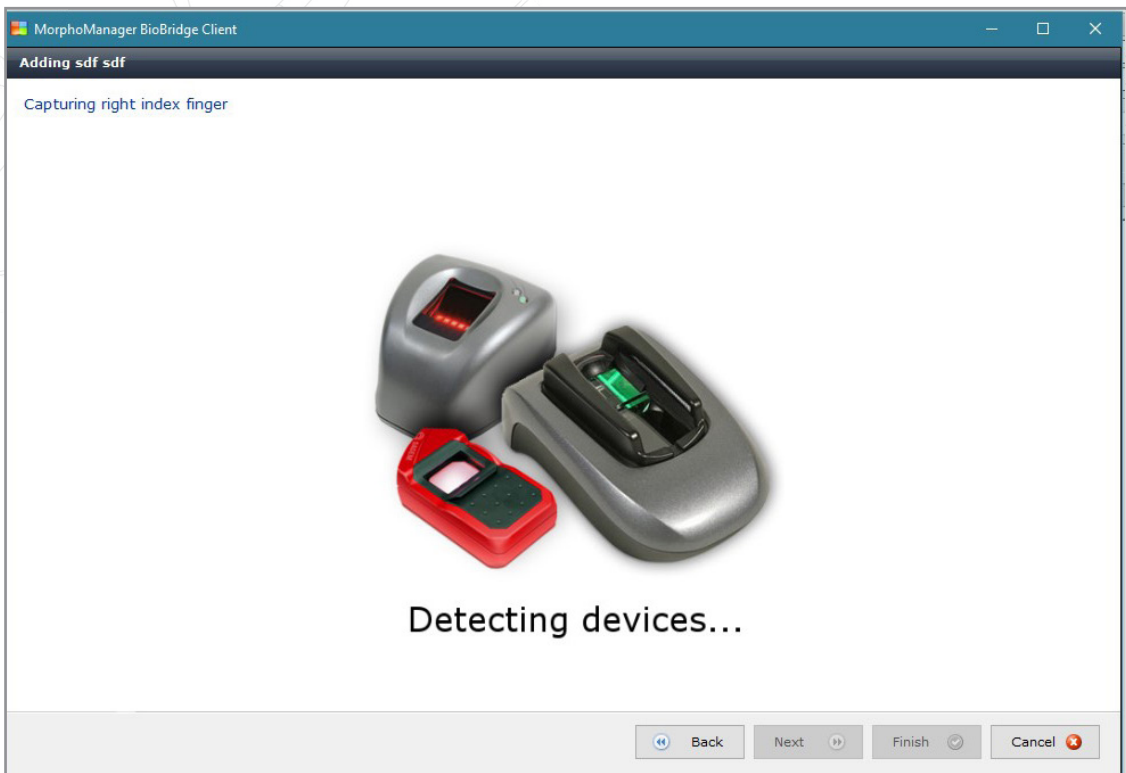 MorphoManager BioBridge Client
Adding sdf sdf
Capturing right index finger
Detecting devices...
Back Next Finish Cancel